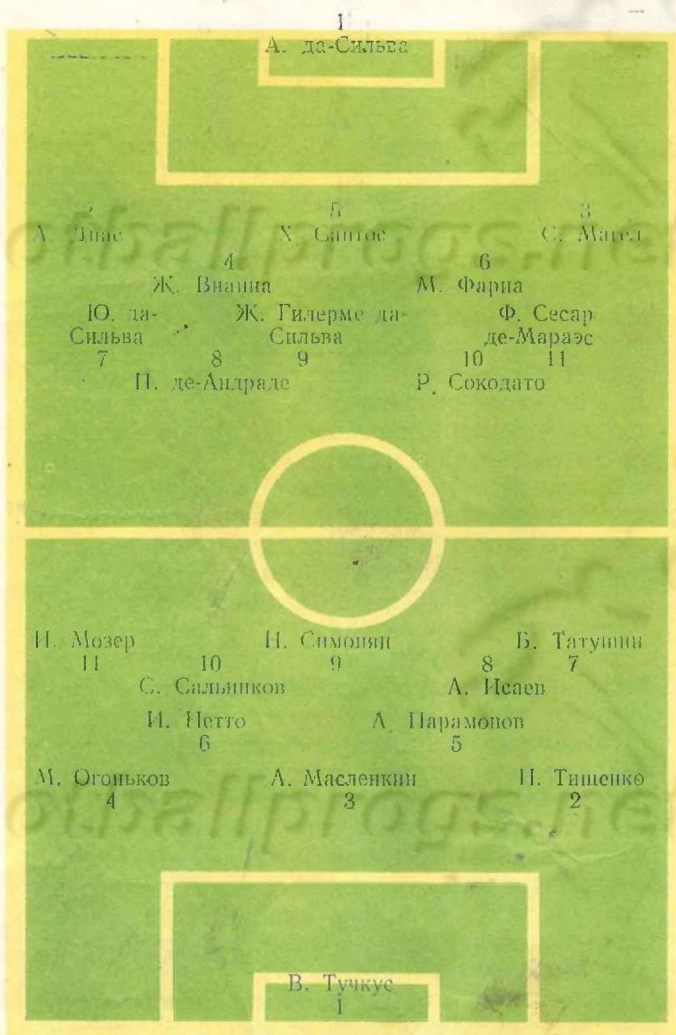 1
А. да-Сильва
5 3
А. Диас Х. Сантос С. Мател
4 6
Ж. Вианна М. Фариа
Ю. да- Ж. Гилерме да- Ф. Сесар-
Сильва Сильва де-Мараэс
7 8 9 10 11
П. де-Андраде Р. Сокодато
И. Мозер Н. Симонян Б. Татушин
11 10 9 8 7
С. Сальников А. Исаев
И. Нетто А. Парамонов
6 5
М. Огоньков А. Масленкин Н. Тищенко
4 3 2
В. Тучкус
1